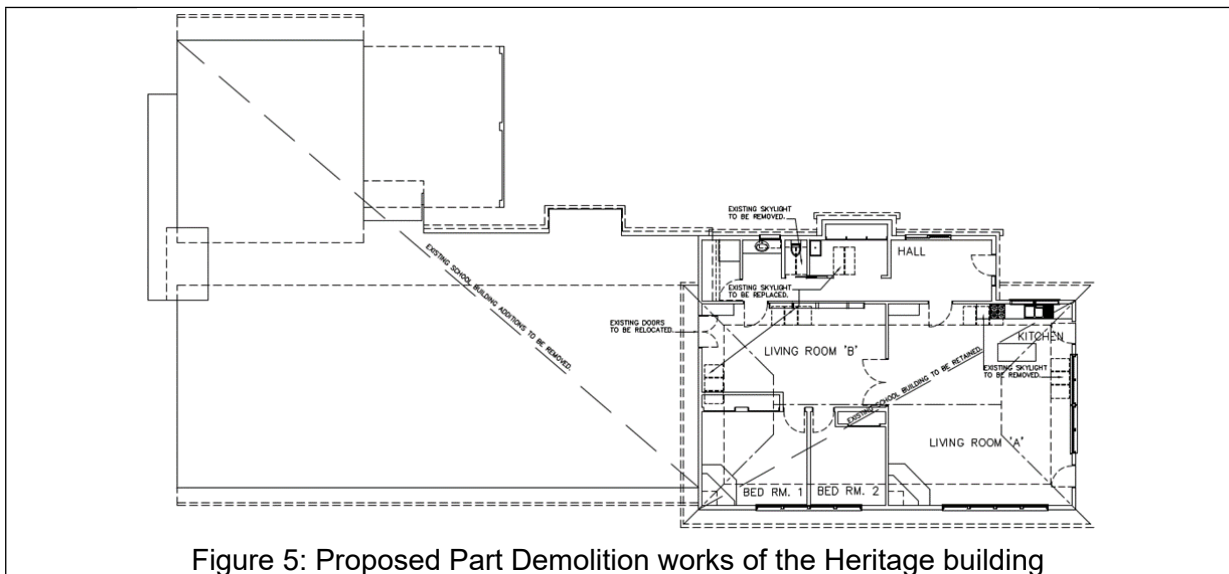 EXISTING SKYLIGHT
TO BE REMOVED.
HALL
EXISTING SKYLIGHT
TO BE REPLACED.
EXISTING SCHOOL BUILDING ADDITIONS TO BE REMOVED.
EXISTING DOORS
TO BE RELOCATED.
LIVING ROOM 'B'
KITCHEN
EXISTING SCHOOL BUILDING TO BE RETAINED.
EXISTING SKYLIGHT
TO BE REMOVED.
LIVING ROOM 'A'
BED RM. 1
BED RM. 2
Figure 5: Proposed Part Demolition works of the Heritage building